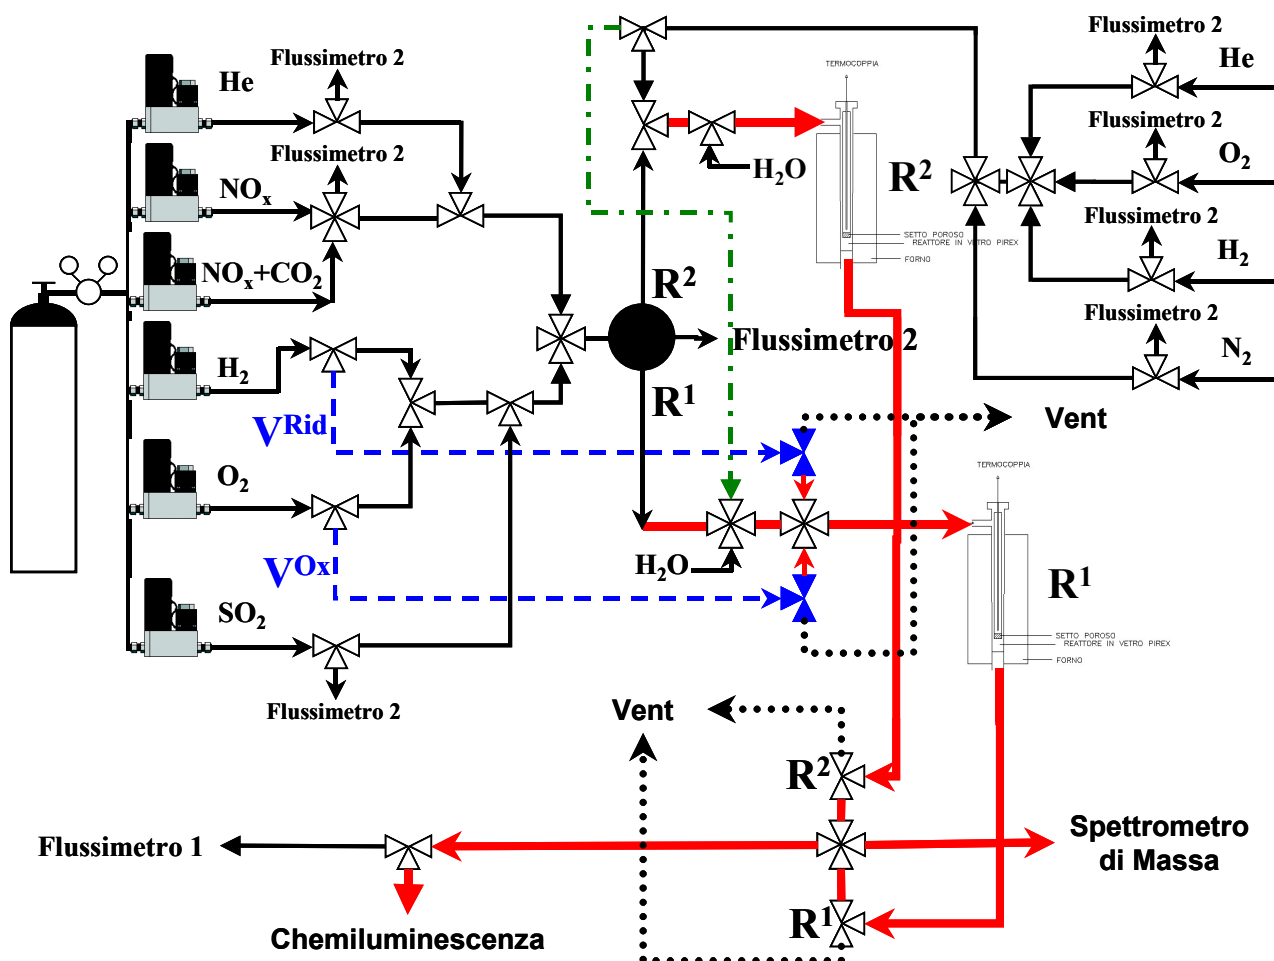 Flussimetro 2
He
Flussimetro 2
NOx
NOx+CO2
H2
VRid
O2
VOx
SO2
Flussimetro 2
R2
Flussimetro 2
R1
H2O
TERMOCOPPIA
H2O
R2
SETTO POROSO
REATTORE IN VETRO PIREX
FORNO
Flussimetro 2
He
Flussimetro 2
O2
Flussimetro 2
H2
Flussimetro 2
N2
Vent
TERMOCOPPIA
R1
SETTO POROSO
REATTORE IN VETRO PIREX
FORNO
Vent
R2
Flussimetro 1
Spettrometro
di Massa
R1
Chemiluminescenza